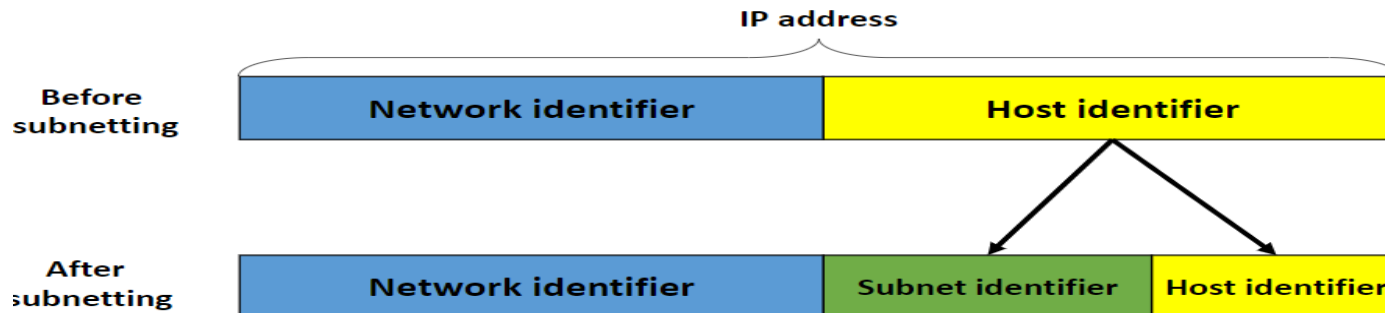 IP address
Before
subnetting
Network identifier
Host identifier
After
subnetting
Network identifier
Subnet identifier
Host identifier